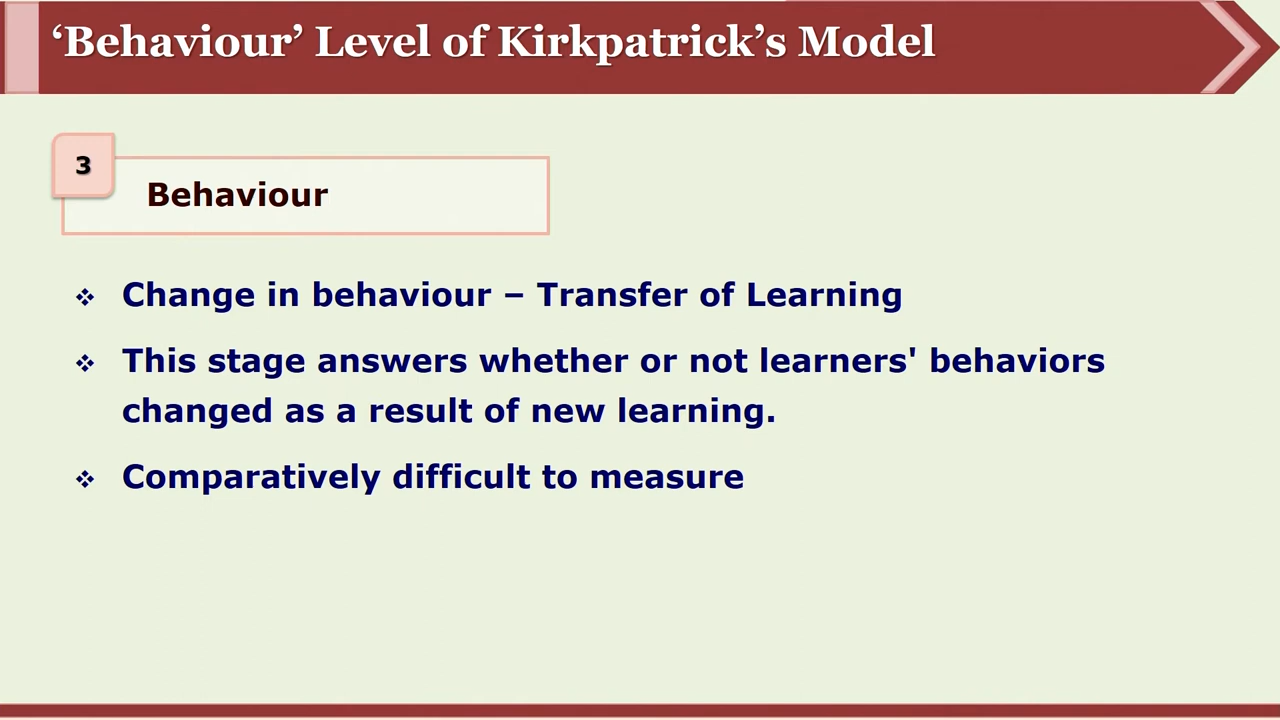 ‘Behaviour’ Level of Kirkpatrick’s Model
3
Behaviour
❖ Change in behaviour – Transfer of Learning
❖ This stage answers whether or not learners' behaviors
changed as a result of new learning.
❖ Comparatively difficult to measure